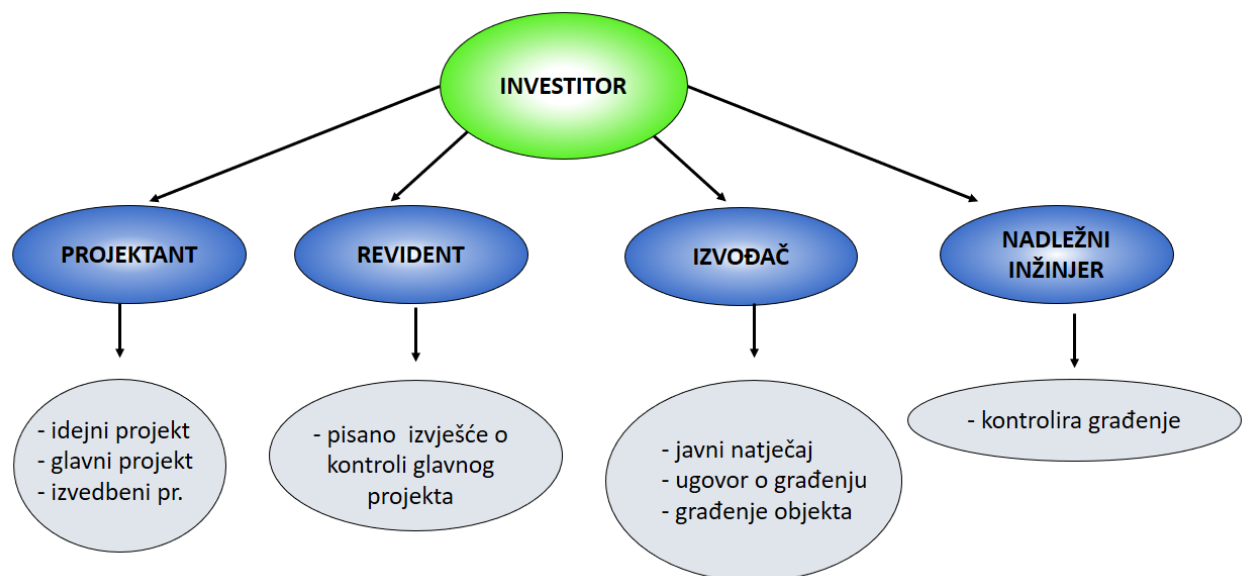 INVESTITOR
PROJEKTANT
REVIDENT
IZVOĐAČ
NADLEŽNI
INŽINJER
- idejni projekt
- glavni projekt
- izvedbeni pr.
- pisano izvješće o
kontroli glavnog
projekta
- javni natječaj
- ugovor o građenju
- građenje objekta
- kontrolira građenje